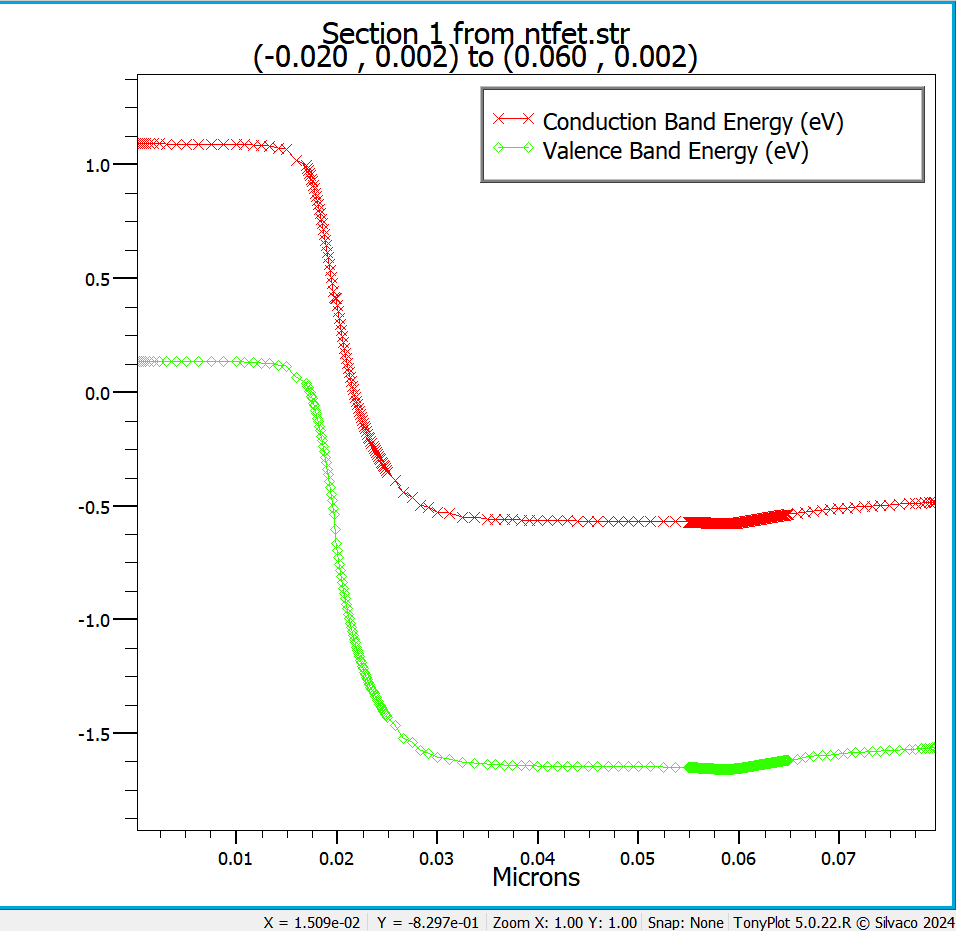 Section 1 from ntfet.str
(-0.020 , 0.002) to (0.060 , 0.002)
Conduction Band Energy (eV)
Valence Band Energy (eV)
1.0
0.5
0.0
-0.5
-1.0
-1.5
0.01 0.02 0.03 0.04 0.05 0.06 0.07
Microns
X = 1.509e-02 Y = -8.297e-01 Zoom X: 1.00 Y: 1.00 Snap: None TonyPlot 5.0.22.R © Silvaco 2024